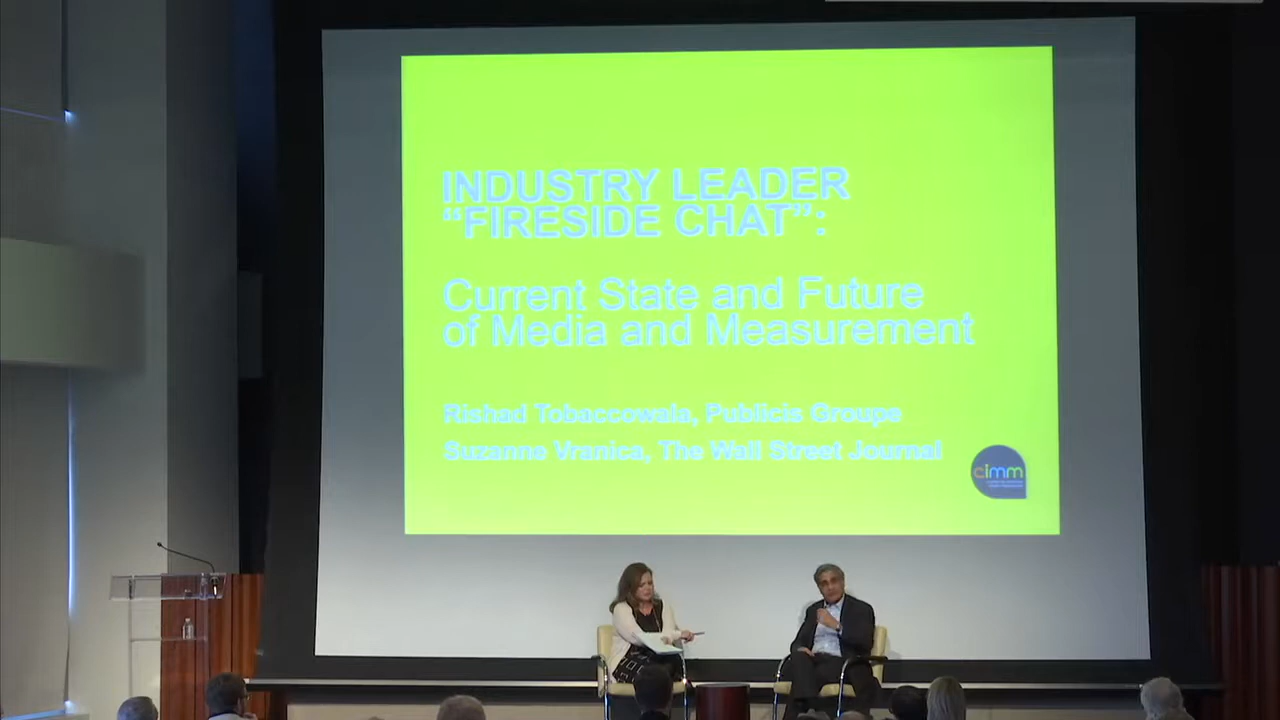 INDUSTRY LEADER
“FIRESIDE CHAT”:
Current State and Future
of Media and Measurement
Rishad Tobaccowala, Publicis Groupe
Suzanne Vranica, The Wall Street Journal
cimm